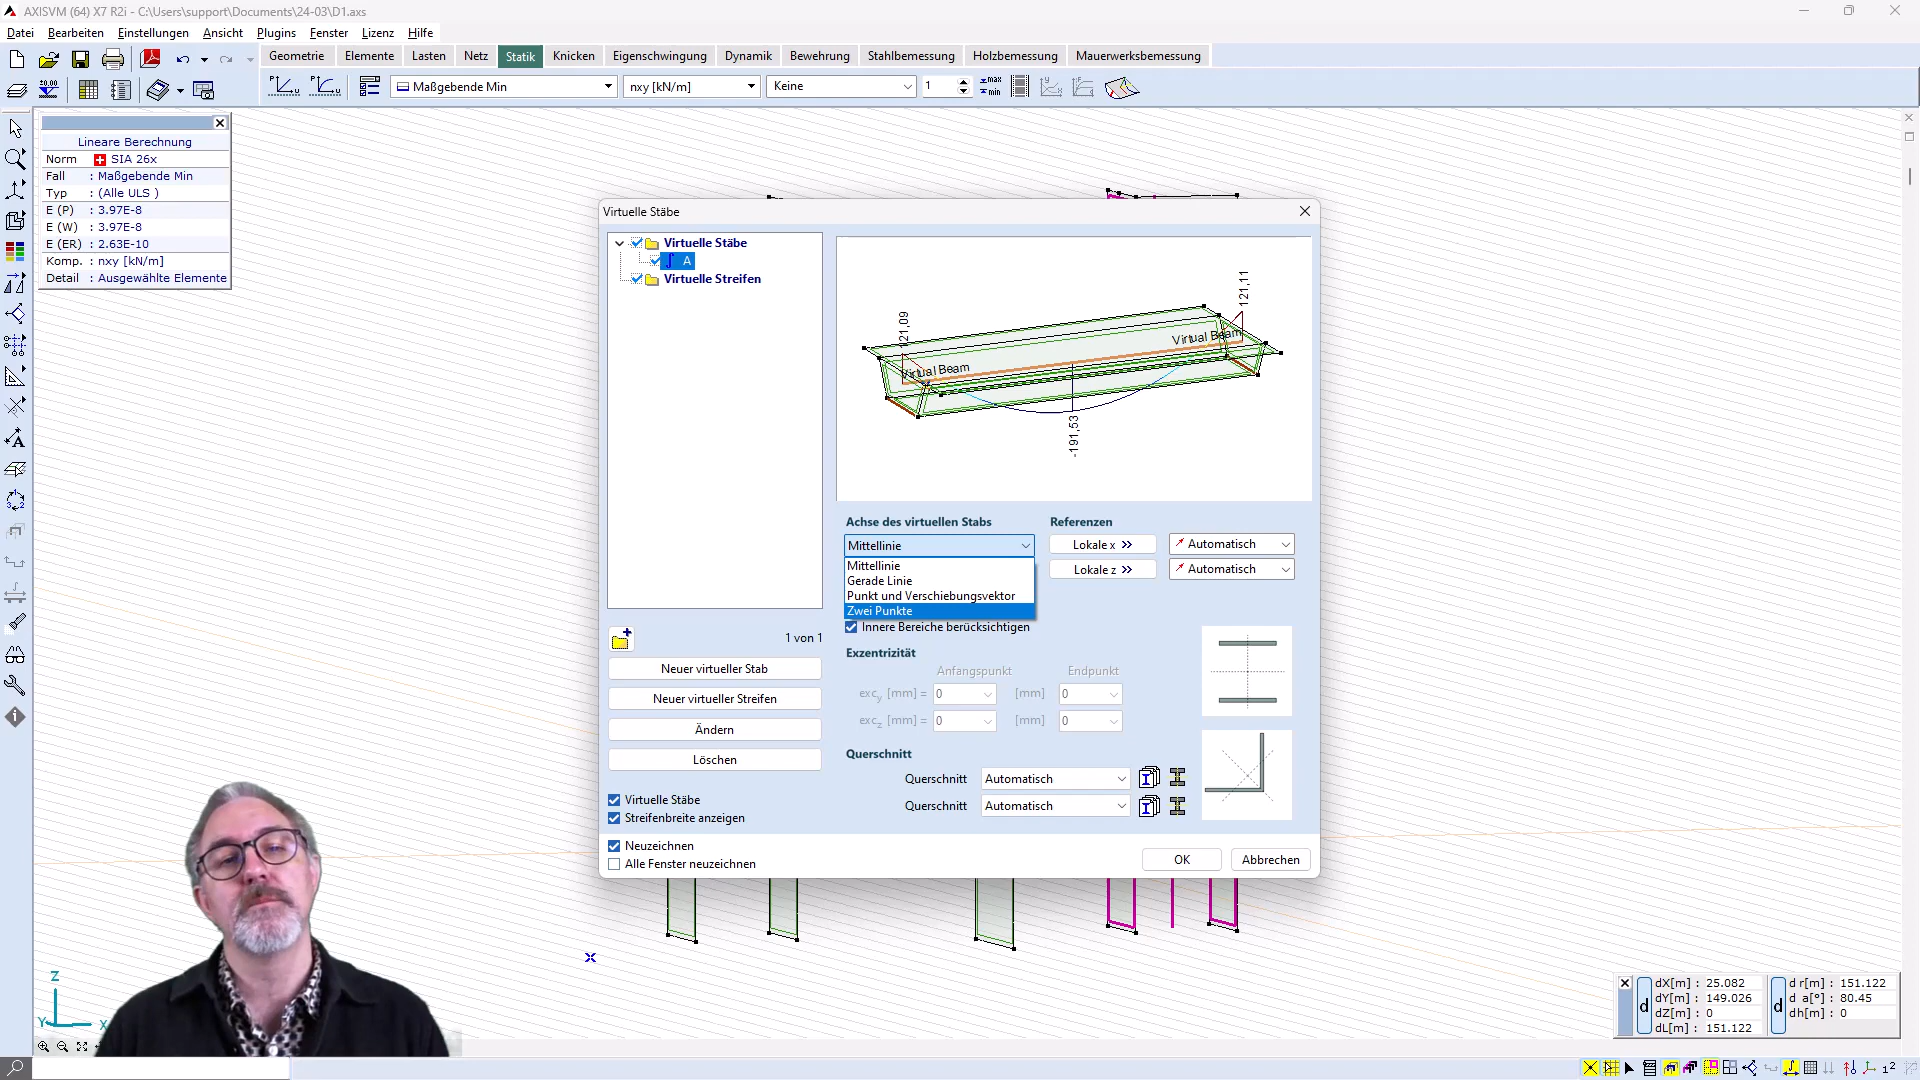 AXISVM (64) X7 R2i - C:\Users\support\Documents\24-03\D1.axs
Datei Bearbeiten Einstellungen Ansicht Plugins Fenster Lizenz Hilfe
Geometrie Elemente Lasten Netz Statik Knicken Eigenschwingung Dynamik Bewehrung Stahlbemessung Holzbemessung Mauerwerksbemessung
Maßgebende Min nxy [kN/m] Keine 1
Lineare Berechnung
Norm SIA 26x
Fall : Maßgebende Min
Typ : (Alle ULS )
E (P) : 3.97E-8
E (W) : 3.97E-8
E (ER) : 2.63E-10
Komp. : nxy [kN/m]
Detail : Ausgewählte Elemente
Virtuelle Stäbe
Virtuelle Stäbe
A
Virtuelle Streifen
121,11
121,09
Virtual Beam
Virtual Beam
-191,53
Achse des virtuellen Stabs Referenzen
Mittellinie Lokale x Automatisch
Mittellinie
Lokale z Automatisch
Gerade Linie
Punkt und Verschiebungsvektor
Zwei Punkte
Innere Bereiche berücksichtigen
1 von 1
Exzentrizität
Anfangspunkt Endpunkt
excy [mm] = 0 [mm] 0
excz [mm] = 0 [mm] 0
Neuer virtueller Stab
Neuer virtueller Streifen
Ändern
Löschen
Querschnitt
Querschnitt Automatisch
Querschnitt Automatisch
Virtuelle Stäbe
Streifenbreite anzeigen
Neuzeichnen
Alle Fenster neuzeichnen
OK Abbrechen
Z
Y
X
dX[m] : 25.082
dY[m] : 149.026
dZ[m] : 0
dL[m] : 151.122
d
d r[m] : 151.122
d a[°] : 80.45
dh[m] : 0
d